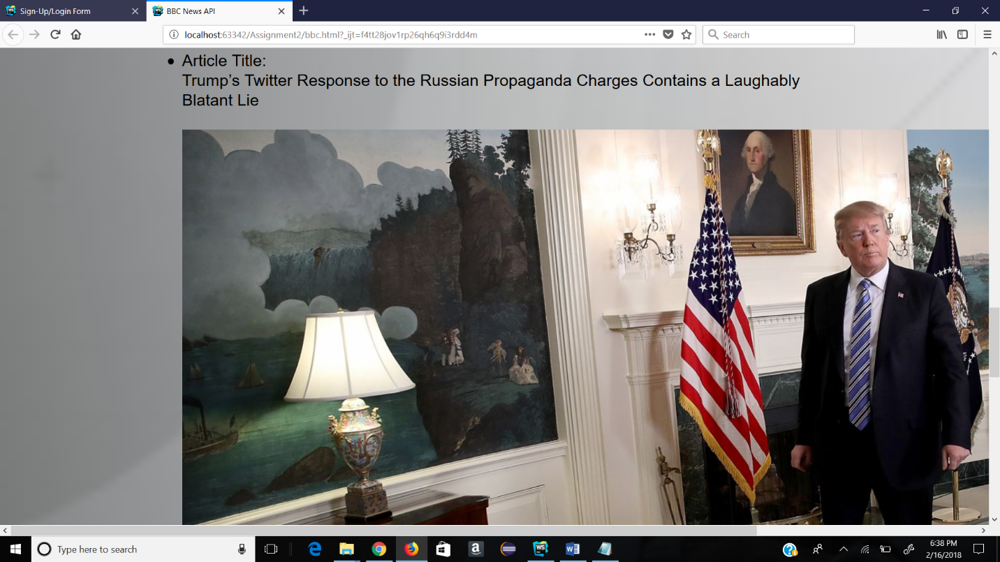 Sign-Up/Login Form
BBC News API
localhost:63342/Assignment2/bbc.html?_ijt=f4tt28jov1rp26qh6q9i3rdd4m
Search
Article Title:
Trump’s Twitter Response to the Russian Propaganda Charges Contains a Laughably
Blatant Lie
Type here to search
6:38 PM
2/16/2018